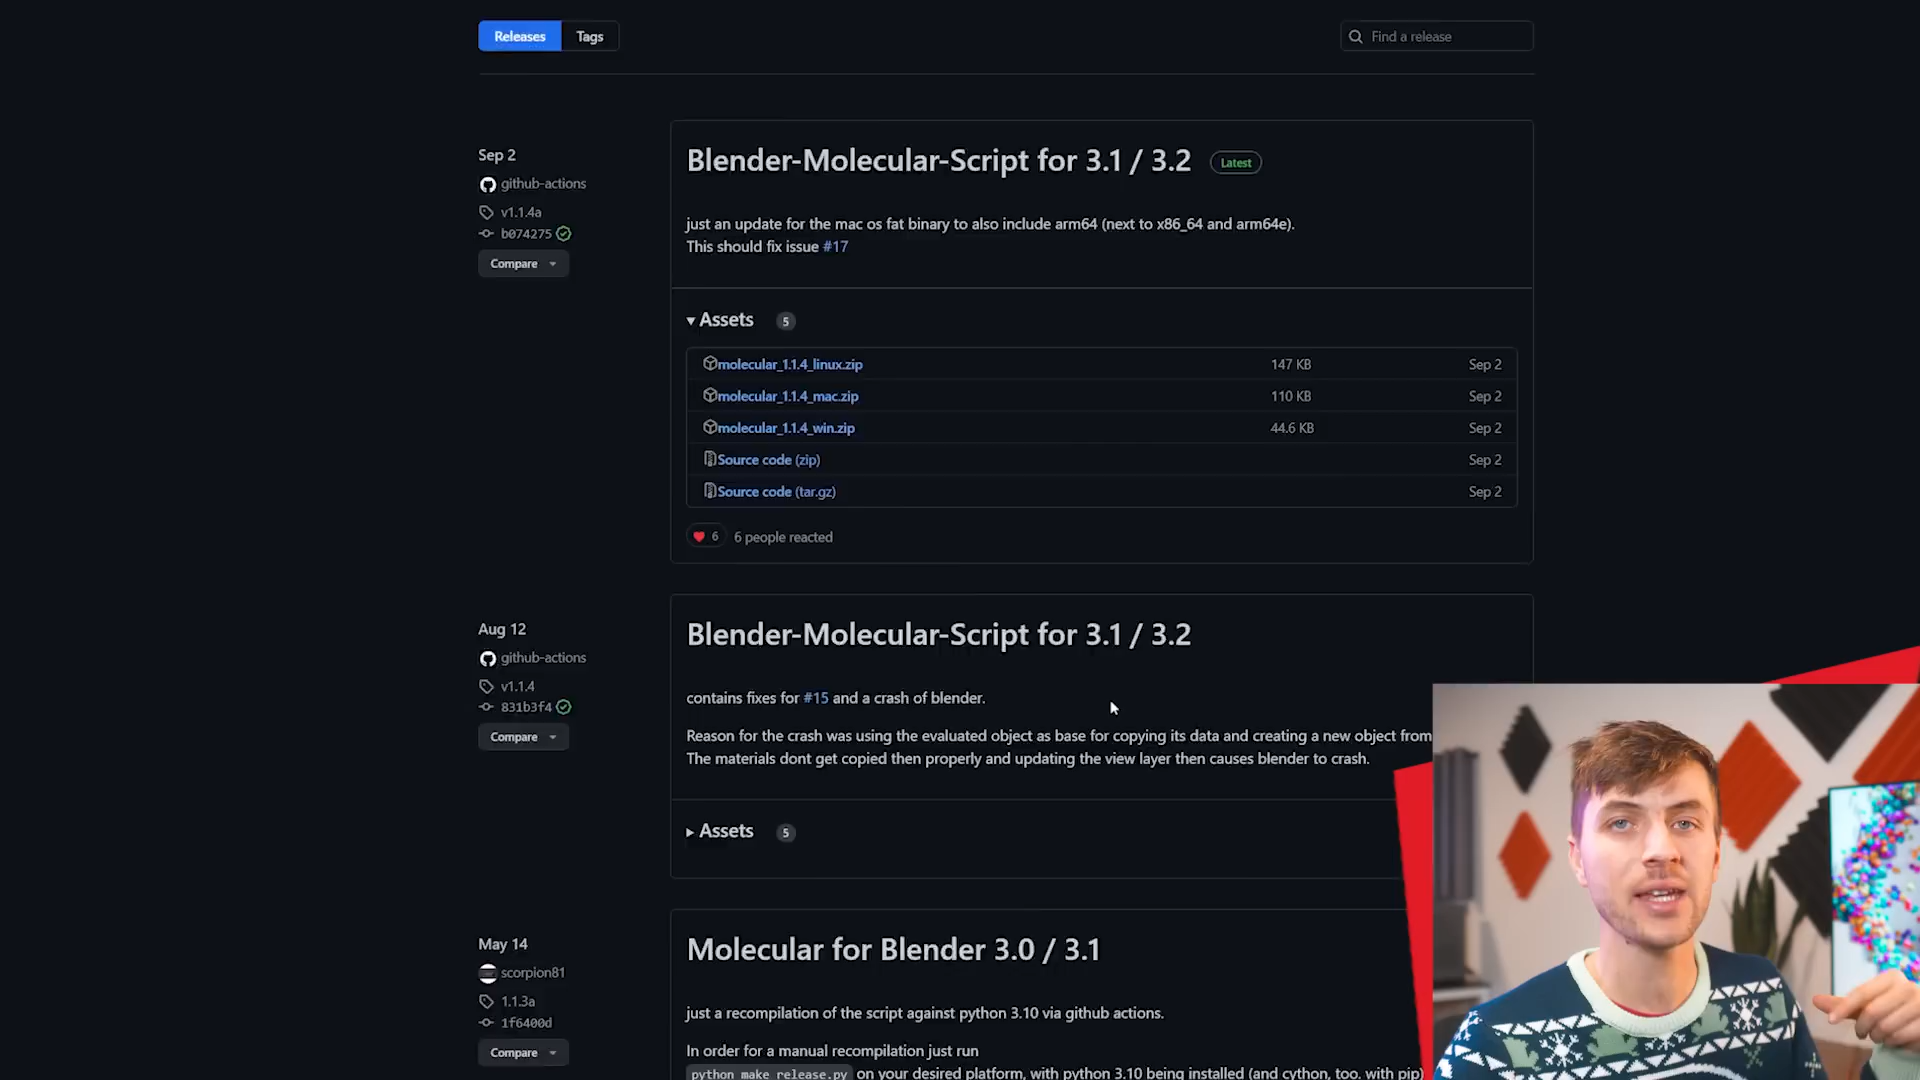 Releases Tags Find a release
Sep 2
github-actions
v1.1.4a
b074275
Compare
Blender-Molecular-Script for 3.1 / 3.2 Latest
just an update for the mac os fat binary to also include arm64 (next to x86_64 and arm64e).
This should fix issue #17
Assets 5
molecular_1.1.4_linux.zip 147 KB Sep 2
molecular_1.1.4_mac.zip 110 KB Sep 2
molecular_1.1.4_win.zip 44.6 KB Sep 2
Source code (zip) Sep 2
Source code (tar.gz) Sep 2
6 6 people reacted
Aug 12
github-actions
v1.1.4
831b3f4
Compare
Blender-Molecular-Script for 3.1 / 3.2
contains fixes for #15 and a crash of blender.
Reason for the crash was using the evaluated object as base for copying its data and creating a new object from
The materials dont get copied then properly and updating the view layer then causes blender to crash.
Assets 5
May 14
scorpion81
1.1.3a
1f6400d
Compare
Molecular for Blender 3.0 / 3.1
just a recompilation of the script against python 3.10 via github actions.
In order for a manual recompilation just run
python make_release.py on your desired platform, with python 3.10 being installed (and cython, too. with pip)